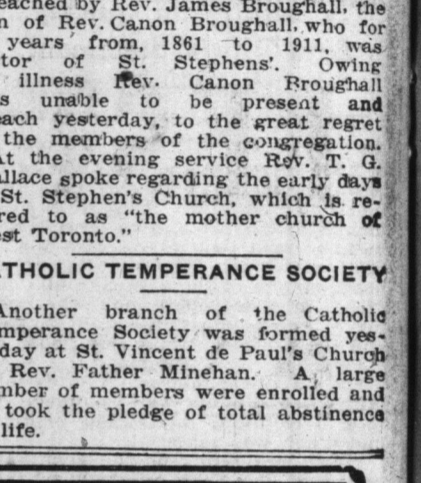 eached by Rev. James Broughall, the
n of Rev. Canon Broughall, who for
years from, 1861 to 1911, was
tor of St. Stephens'. Owing
illness Rev. Canon Broughall
s unable to be present and
each yesterday, to the great regret
the members of the congregation.
At the evening service Rev. T. G.
allace spoke regarding the early days
St. Stephen's Church, which is re-
red to as "the mother church of
est Toronto."
ATHOLIC TEMPERANCE SOCIETY
Another branch of the Catholic
mperance Society was formed yes-
day at St. Vincent de Paul's Church
Rev. Father Minehan. A large
mber of members were enrolled and
took the pledge of total abstinence
life.